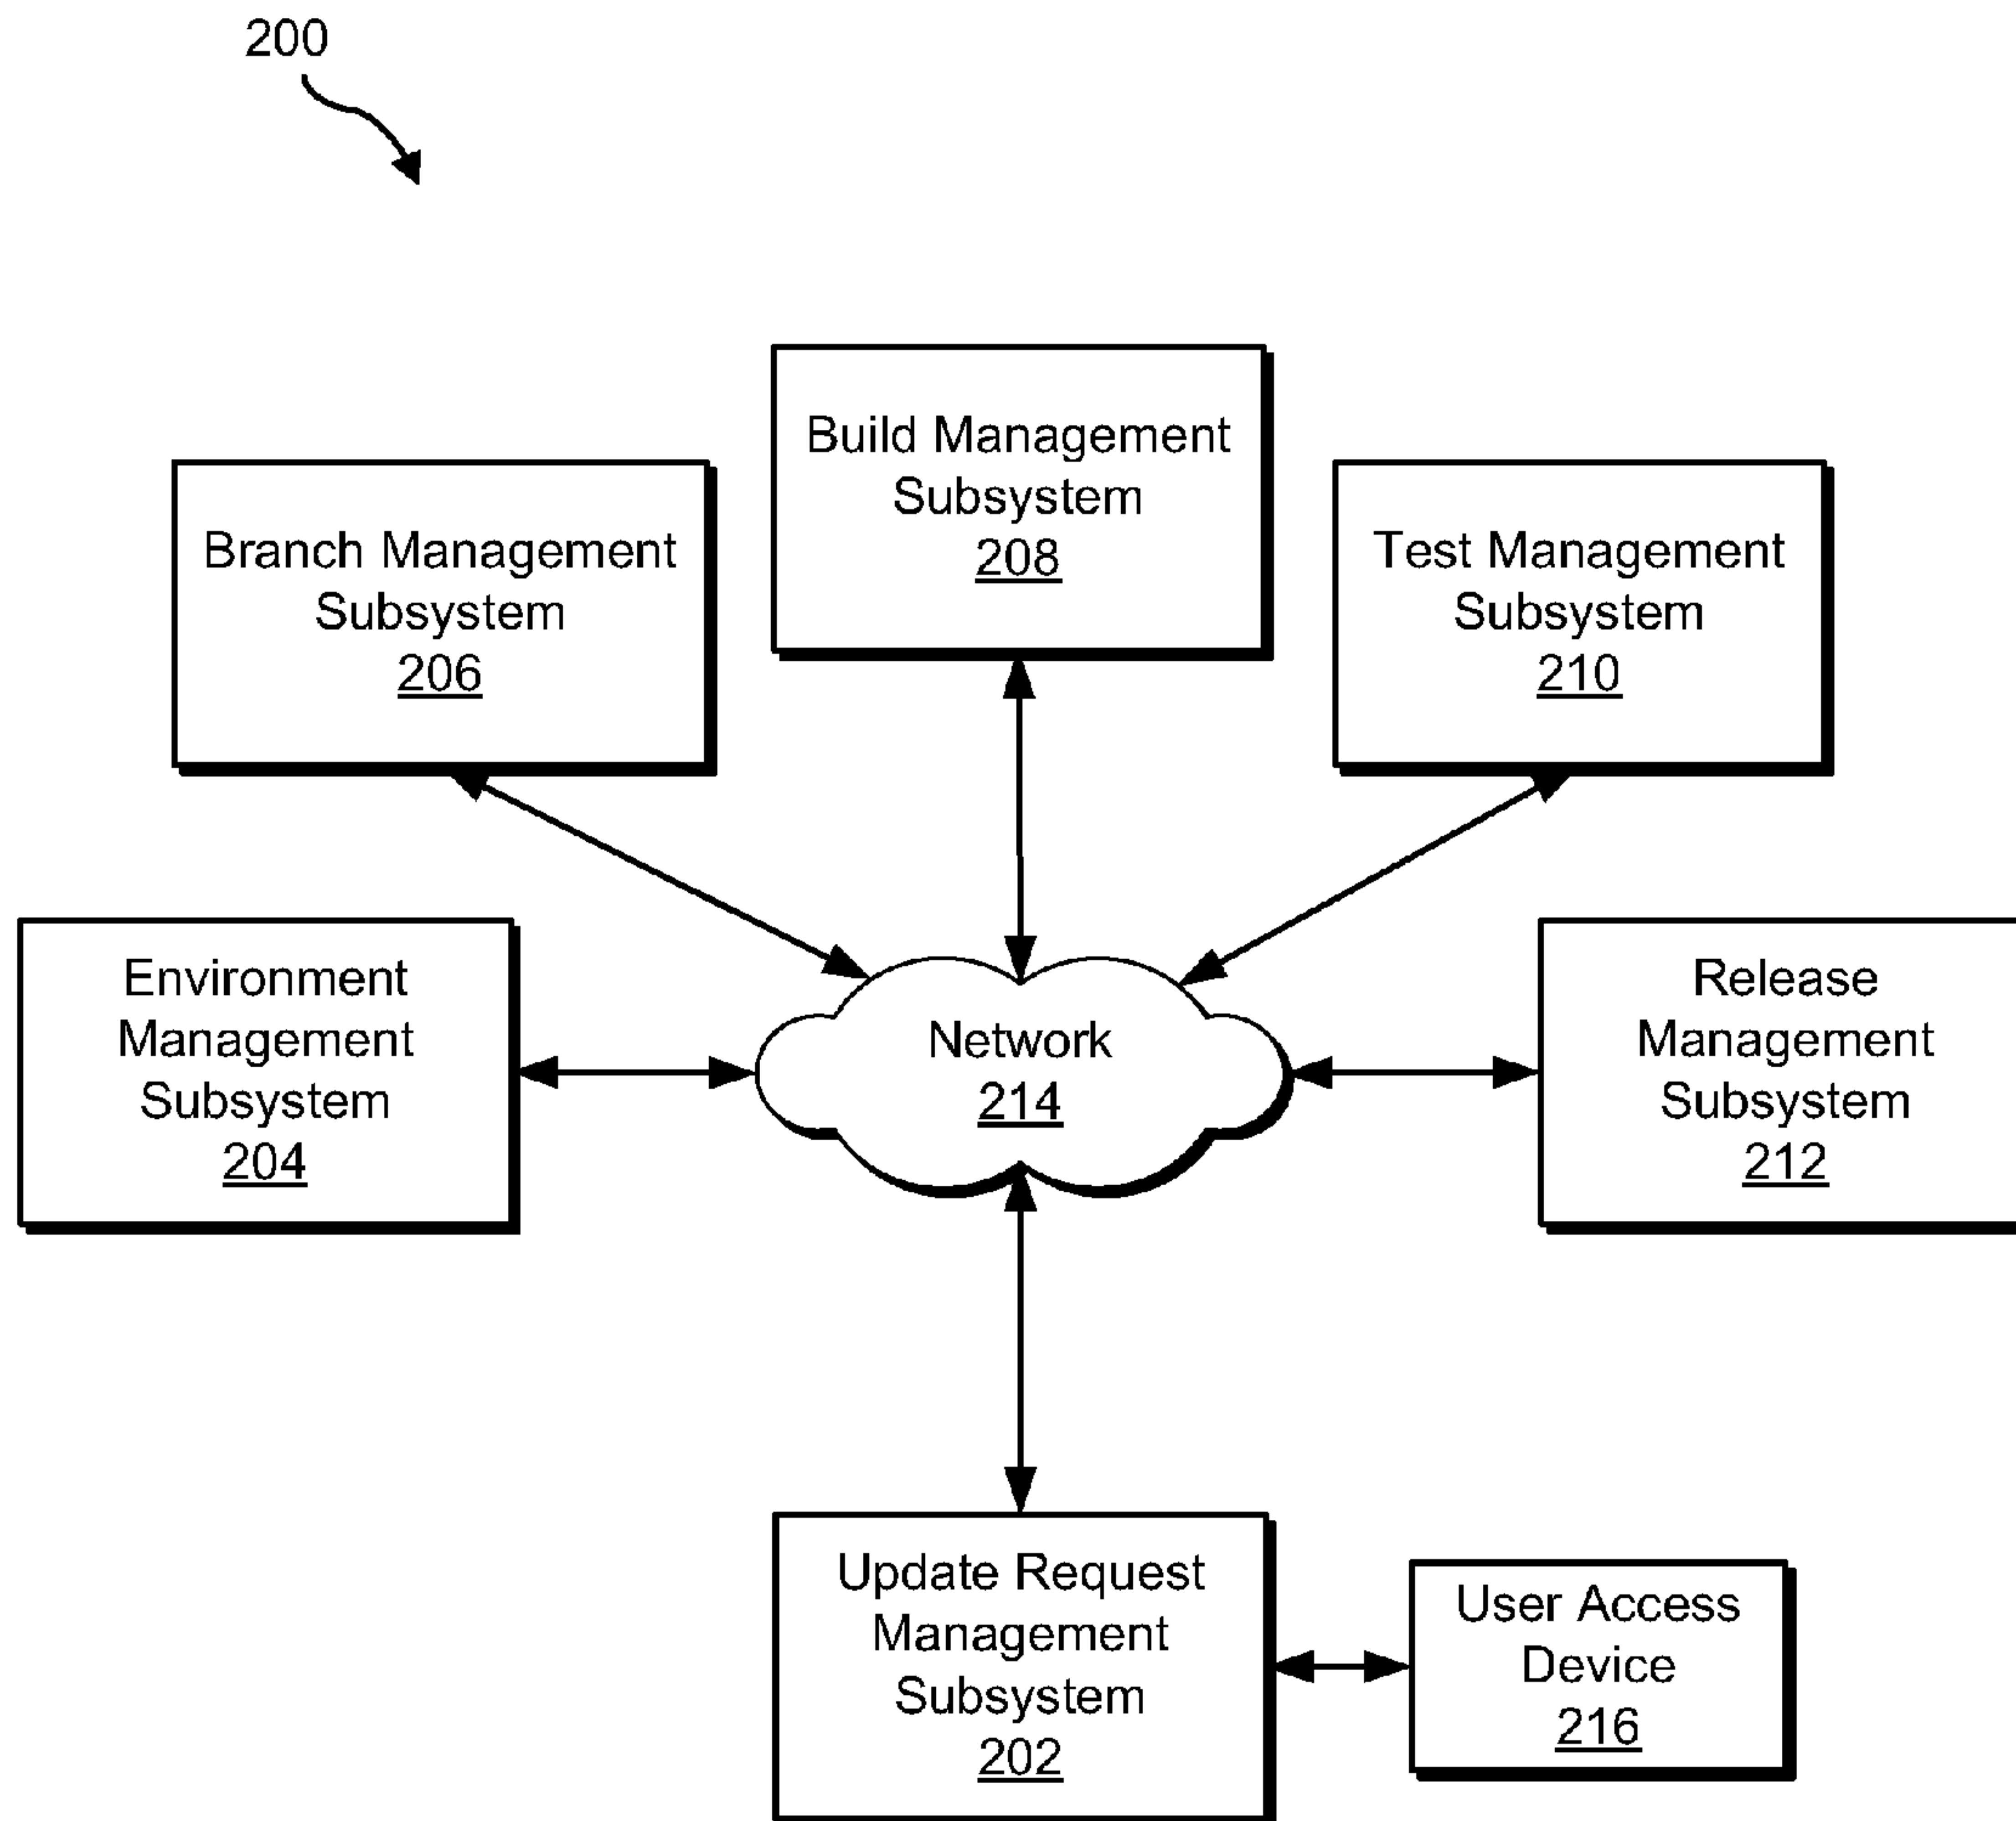 200
Build Management
Subsystem
208
Branch Management
Subsystem
206
Test Management
Subsystem
210
Environment
Management
Subsystem
204
Network
214
Release
Management
Subsystem
212
Update Request
Management
Subsystem
202
User Access
Device
216